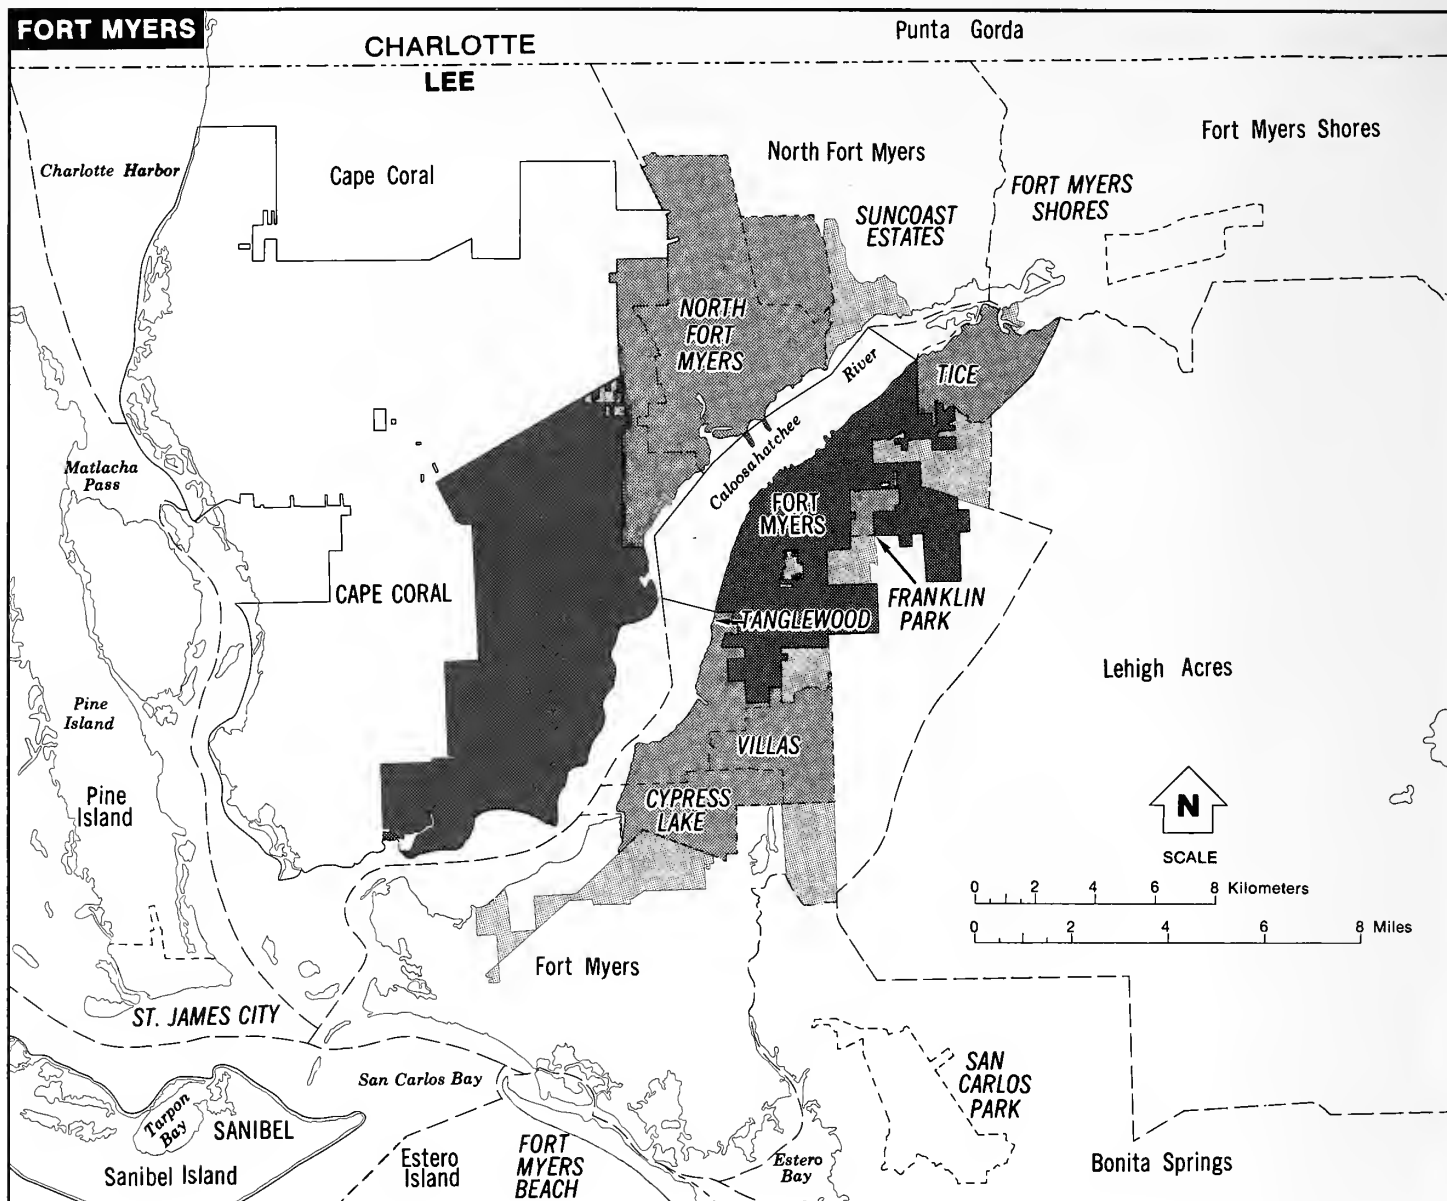 FORT MYERS
CHARLOTTE
LEE
Punta Gorda
Charlotte Harbor
Cape Coral
North Fort Myers
Fort Myers Shores
SUNCOAST
ESTATES
FORT MYERS
SHORES
NORTH
FORT
MYERS
River
Caloosahatchee
TICE
Matlacha
Pass
FORT
MYERS
CAPE CORAL
TANGLEWOOD
FRANKLIN
PARK
Lehigh Acres
Pine
Island
VILLAS
Pine
Island
CYPRESS
LAKE
N
SCALE
0 2 4 6 8 Kilometers
0 2 4 6 8 Miles
Fort Myers
ST. JAMES CITY
San Carlos Bay
SAN
CARLOS
PARK
Tarpon
Bay
SANIBEL
Sanibel Island
Estero
Island
FORT
MYERS
BEACH
Estero
Bay
Bonita Springs